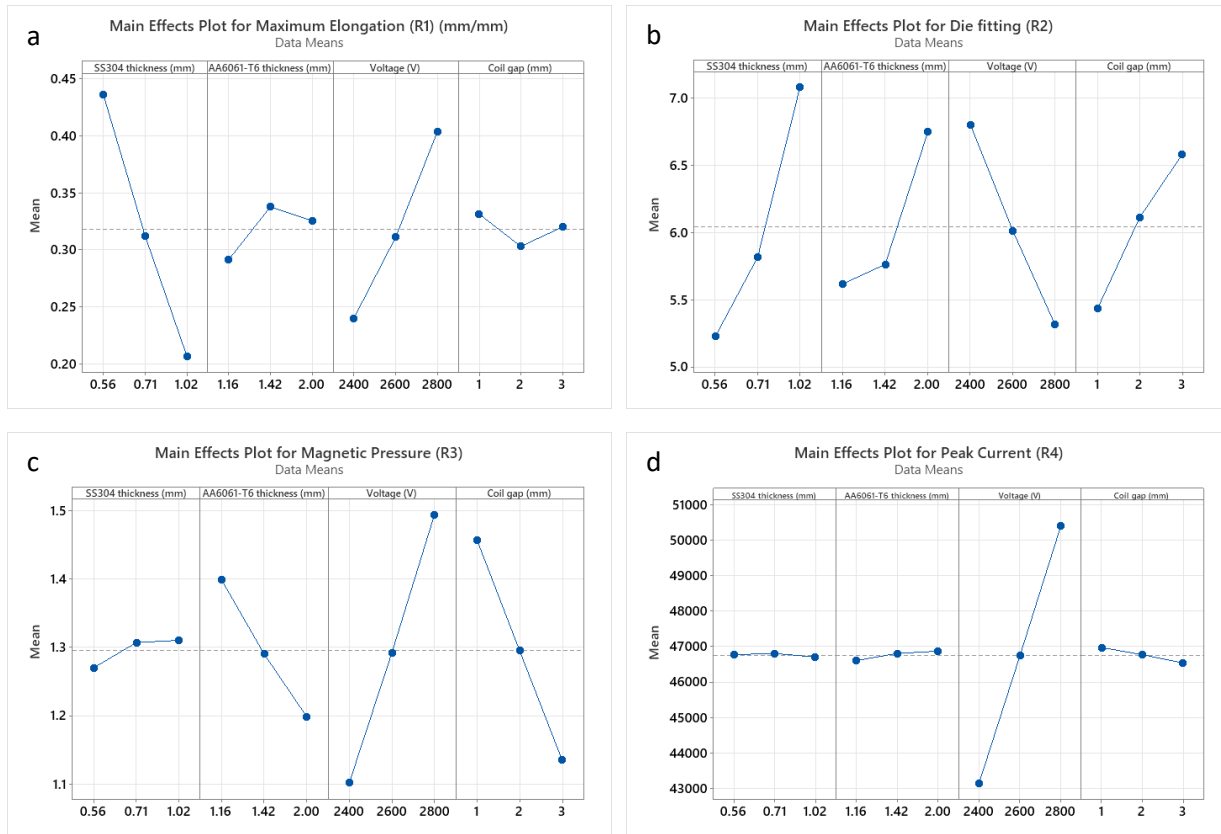 a
Main Effects Plot for Maximum Elongation (R1) (mm/mm)
Data Means
SS304 thickness (mm) AA6061-T6 thickness (mm) Voltage (V) Coil gap (mm)
0.45
0.40
0.35
0.30
0.25
0.20
Mean
0.56 0.71 1.02 1.16 1.42 2.00 2400 2600 2800 1 2 3
b
Main Effects Plot for Die fitting (R2)
Data Means
SS304 thickness (mm) AA6061-T6 thickness (mm) Voltage (V) Coil gap (mm)
7.0
6.5
6.0
5.5
5.0
Mean
0.56 0.71 1.02 1.16 1.42 2.00 2400 2600 2800 1 2 3
c
Main Effects Plot for Magnetic Pressure (R3)
Data Means
SS304 thickness (mm) AA6061-T6 thickness (mm) Voltage (V) Coil gap (mm)
1.5
1.4
1.3
1.2
1.1
Mean
0.56 0.71 1.02 1.16 1.42 2.00 2400 2600 2800 1 2 3
d
Main Effects Plot for Peak Current (R4)
Data Means
SS304 thickness (mm) AA6061-T6 thickness (mm) Voltage (V) Coil gap (mm)
51000
50000
49000
48000
47000
46000
45000
44000
43000
Mean
0.56 0.71 1.02 1.16 1.42 2.00 2400 2600 2800 1 2 3